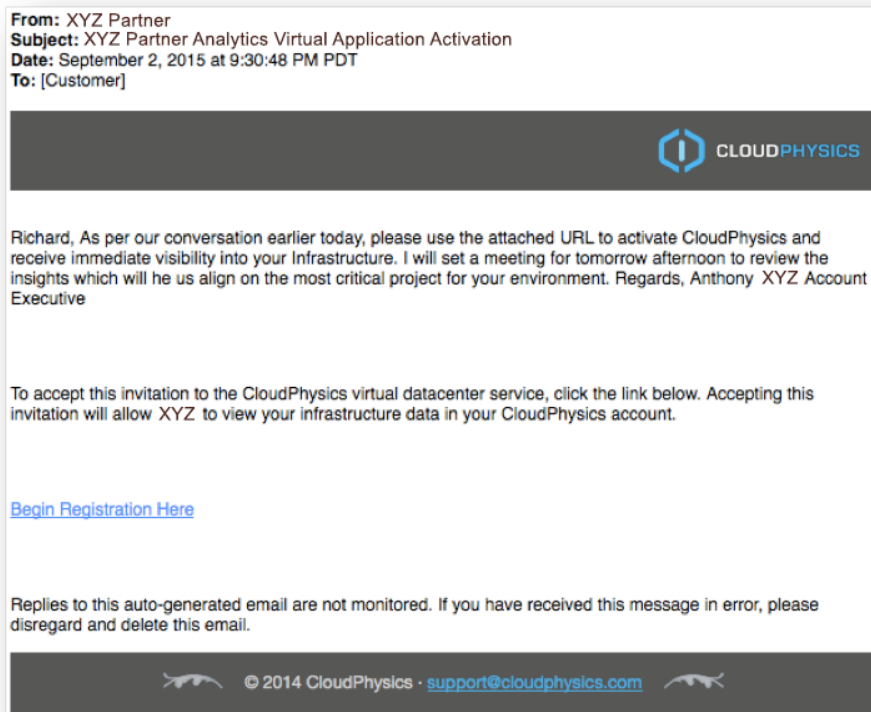 From: XYZ Partner
Subject: XYZ Partner Analytics Virtual Application Activation
Date: September 2, 2015 at 9:30:48 PM PDT
To: [Customer]
CLOUDPHYSICS
Richard, As per our conversation earlier today, please use the attached URL to activate CloudPhysics and
receive immediate visibility into your Infrastructure. I will set a meeting for tomorrow afternoon to review the
insights which will he us align on the most critical project for your environment. Regards, Anthony XYZ Account
Executive
To accept this invitation to the CloudPhysics virtual datacenter service, click the link below. Accepting this
invitation will allow XYZ to view your infrastructure data in your CloudPhysics account.
Begin Registration Here
Replies to this auto-generated email are not monitored. If you have received this message in error, please
disregard and delete this email.
© 2014 CloudPhysics · support@cloudphysics.com